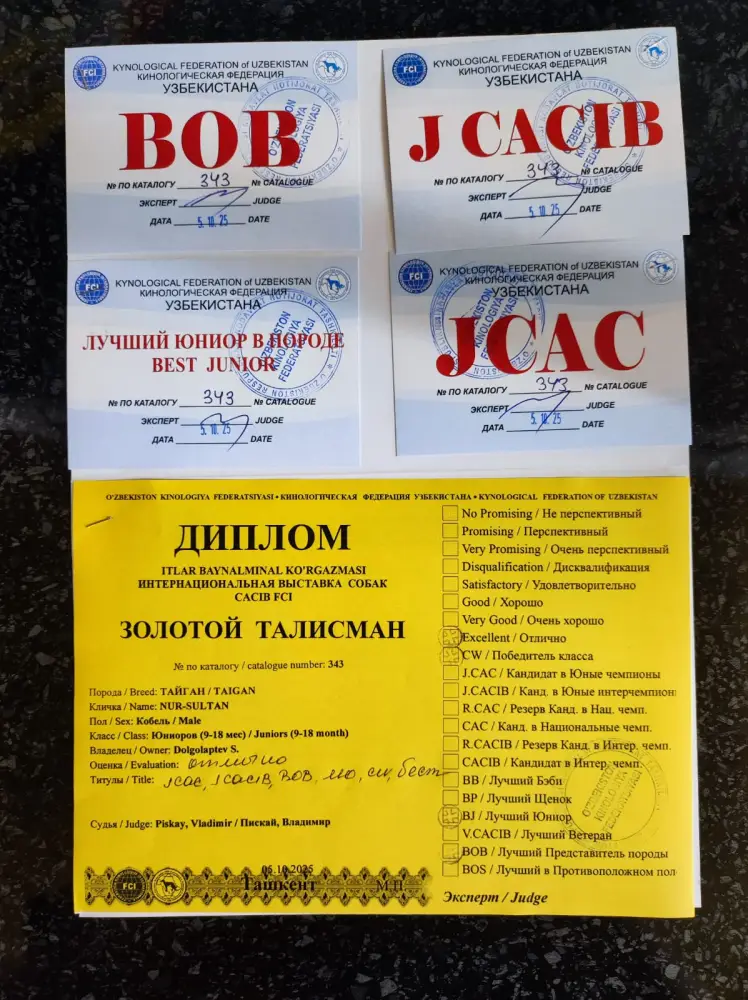 FCI
KYNOLOGICAL FEDERATION of UZBEKISTAN
КИНОЛОГИЧЕСКАЯ ФЕДЕРАЦИЯ
УЗБЕКИСТАНА
BOB
№ ПО КАТАЛОГУ 343 № CATALOGUE
ЭКСПЕРТ JUDGE
ДАТА 5.10.25 DATE
O'ZBEKISTON KINOLOGIYA FEDERATSIYASI
FCI
KYNOLOGICAL FEDERATION of UZBEKISTAN
КИНОЛОГИЧЕСКАЯ ФЕДЕРАЦИЯ
УЗБЕКИСТАНА
J CACIB
№ ПО КАТАЛОГУ 343 № CATALOGUE
ЭКСПЕРТ JUDGE
ДАТА 5.10.25 DATE
FCI
KYNOLOGICAL FEDERATION of UZBEKISTAN
КИНОЛОГИЧЕСКАЯ ФЕДЕРАЦИЯ
УЗБЕКИСТАНА
ЛУЧШИЙ ЮНИОР В ПОРОДЕ
BEST JUNIOR
№ ПО КАТАЛОГУ 343 № CATALOGUE
ЭКСПЕРТ JUDGE
ДАТА 5.10.25 DATE
O'ZBEKISTON KINOLOGIYA FEDERATSIYASI
FCI
KYNOLOGICAL FEDERATION of UZBEKISTAN
КИНОЛОГИЧЕСКАЯ ФЕДЕРАЦИЯ
УЗБЕКИСТАНА
JCAC
№ ПО КАТАЛОГУ 343 № CATALOGUE
ЭКСПЕРТ JUDGE
ДАТА 5.10.25 DATE
O'ZBEKISTON KINOLOGIYA FEDERATSIYASI • КИНОЛОГИЧЕСКАЯ ФЕДЕРАЦИЯ УЗБЕКИСТАНА • KYNOLOGICAL FEDERATION OF UZBEKISTAN
ДИПЛОМ
ITLAR BAYNALMINAL KO'RGAZMASI
ИНТЕРНАЦИОНАЛЬНАЯ ВЫСТАВКА СОБАК
CACIB FCI
ЗОЛОТОЙ ТАЛИСМАН
№ по каталогу / catalogue number: 343
Порода / Breed: ТАЙГАН / TAIGAN
Кличка / Name: NUR-SULTAN
Пол / Sex: Кобель / Male
Класс / Class: Юниоров (9-18 мес) / Juniors (9-18 month)
Владелец / Owner: Dolgolaptev S.
Оценка / Evaluation: отлично
Титулы / Title: JCAC, JCACIB, BOB,
Судья / Judge: Piskay, Vladimir / Пискай, Владимир
05.10.2025
FCI
Ташкент М.П.
No Promising / Не перспективный
Promising / Перспективный
Very Promising / Очень перспективный
Disqualification / Дисквалификация
Satisfactory / Удовлетворительно
Good / Хорошо
Very Good / Очень хорошо
Excellent / Отлично
CW / Победитель класса
J.CAC / Кандидат в Юные чемпионы
J.CACIB / Канд. в Юные интерчемпион
R.CAC / Резерв Канд. в Нац. чемп.
CAC / Канд. в Национальные чемп.
R.CACIB / Резерв Канд. в Интер. чемп.
CACIB / Кандидат в Интер. чемп.
BB / Лучший Бэби
BP / Лучший Щенок
BJ / Лучший Юниор
V.CACIB / Лучший Ветеран
BOB / Лучший Представитель породы
BOS / Лучший в Противоположном пол
Эксперт / Judge